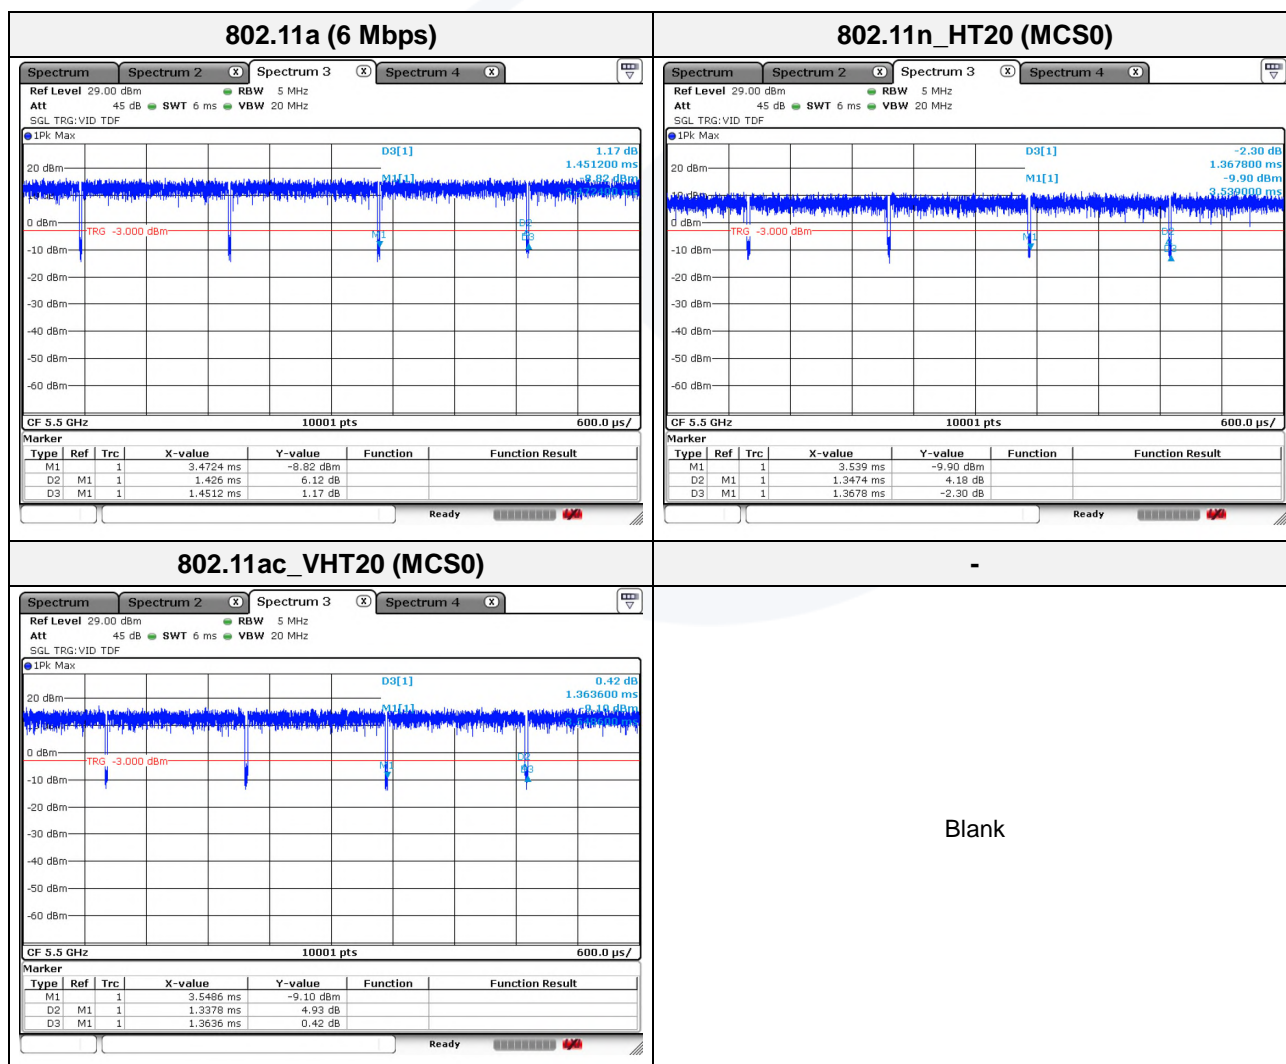 802.11a (6 Mbps)
Spectrum Spectrum 2 X Spectrum 3 X Spectrum 4 X
Ref Level 29.00 dBm RBW 5 MHz
Att 45 dB SWT 6 ms VBW 20 MHz
SGL TRG:VID TDF
1Pk Max
D3[1] 1.17 dB
1.451200 ms
20 dBm
M1[1] -8.82 dBm
0 dBm
D2
TRG -3.000 dBm
M1 D3
-10 dBm
-20 dBm
-30 dBm
-40 dBm
-50 dBm
-60 dBm
CF 5.5 GHz 10001 pts 600.0 µs/
Marker
Type Ref Trc X-value Y-value Function Function Result
M1 1 3.4724 ms -8.82 dBm
D2 M1 1 1.426 ms 6.12 dB
D3 M1 1 1.4512 ms 1.17 dB
Ready
802.11n_HT20 (MCS0)
Spectrum Spectrum 2 X Spectrum 3 X Spectrum 4 X
Ref Level 29.00 dBm RBW 5 MHz
Att 45 dB SWT 6 ms VBW 20 MHz
SGL TRG:VID TDF
1Pk Max
D3[1] -2.30 dB
1.367800 ms
20 dBm
M1[1] -9.90 dBm
10 dBm 3.539000 ms
0 dBm
TRG -3.000 dBm D2
M1
-10 dBm D3
-20 dBm
-30 dBm
-40 dBm
-50 dBm
-60 dBm
CF 5.5 GHz 10001 pts 600.0 µs/
Marker
Type Ref Trc X-value Y-value Function Function Result
M1 1 3.539 ms -9.90 dBm
D2 M1 1 1.3474 ms 4.18 dB
D3 M1 1 1.3678 ms -2.30 dB
Ready
802.11ac_VHT20 (MCS0)
Spectrum Spectrum 2 X Spectrum 3 X Spectrum 4 X
Ref Level 29.00 dBm RBW 5 MHz
Att 45 dB SWT 6 ms VBW 20 MHz
SGL TRG:VID TDF
1Pk Max
D3[1] 0.42 dB
1.363600 ms
20 dBm
M1[1] -9.10 dBm
0 dBm
TRG -3.000 dBm D2
M1 D3
-10 dBm
-20 dBm
-30 dBm
-40 dBm
-50 dBm
-60 dBm
CF 5.5 GHz 10001 pts 600.0 µs/
Marker
Type Ref Trc X-value Y-value Function Function Result
M1 1 3.5486 ms -9.10 dBm
D2 M1 1 1.3378 ms 4.93 dB
D3 M1 1 1.3636 ms 0.42 dB
Ready
-
Blank